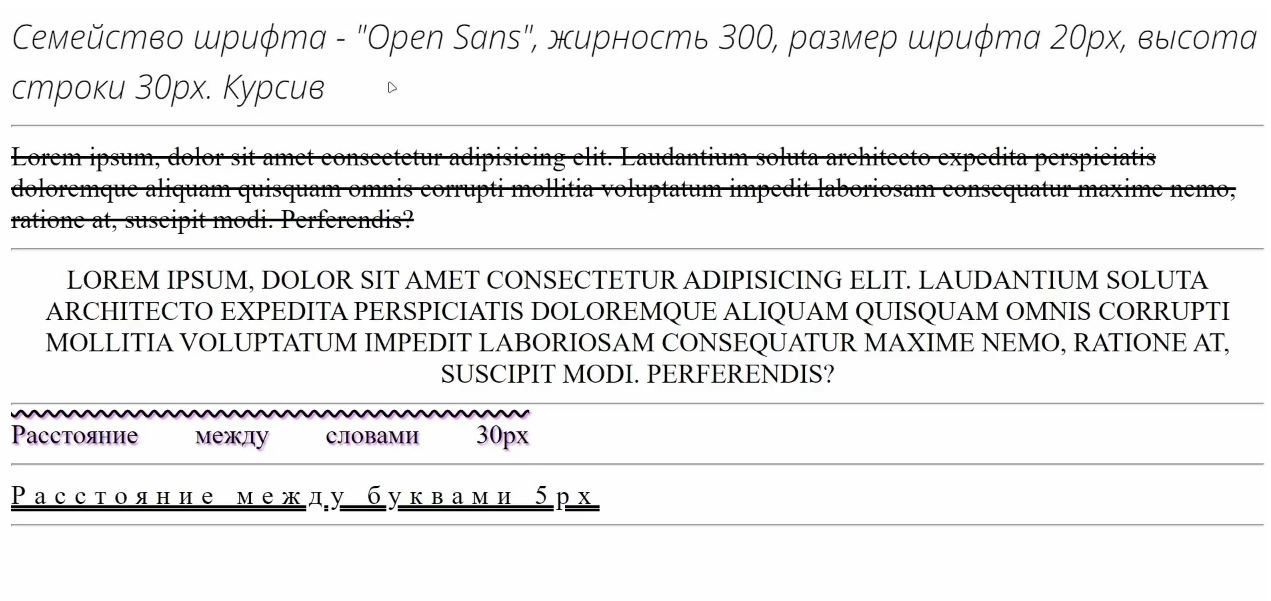 Семейство шрифта - "Open Sans", жирность 300, размер шрифта 20px, высота
строки 30px. Курсив
Lorem ipsum, dolor sit amet consectetur adipisicing elit. Laudantium soluta architecto expedita perspiciatis
doloremque aliquam quisquam omnis corrupti mollitia voluptatum impedit laboriosam consequatur maxime nemo,
ratione at, suscipit modi. Perferendis?
LOREM IPSUM, DOLOR SIT AMET CONSECTETUR ADIPISICING ELIT. LAUDANTIUM SOLUTA
ARCHITECTO EXPEDITA PERSPICIATIS DOLOREMQUE ALIQUAM QUISQUAM OMNIS CORRUPTI
MOLLITIA VOLUPTATUM IMPEDIT LABORIOSAM CONSEQUATUR MAXIME NEMO, RATIONE AT,
SUSCIPIT MODI. PERFERENDIS?
Расстояние между словами 30px
Расстояние между буквами 5px